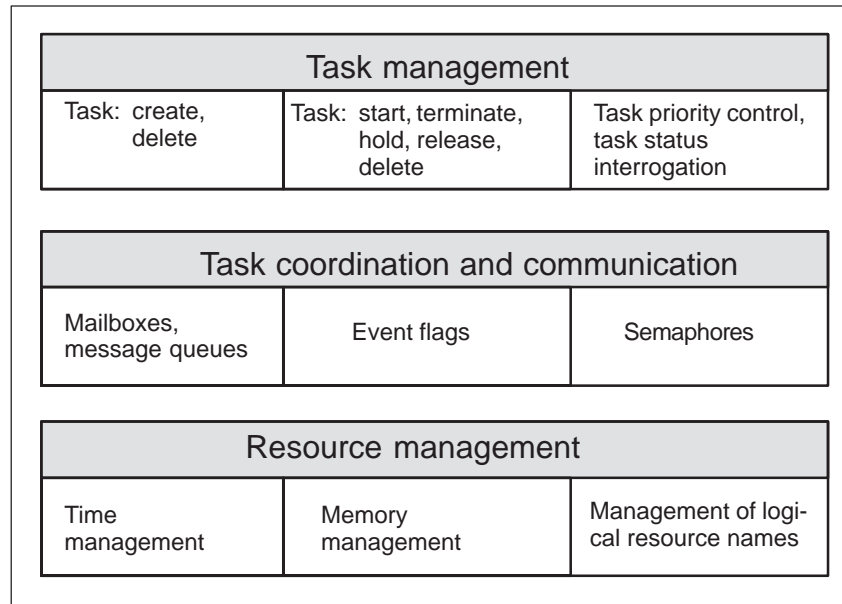 Task management
Task: create,
delete
Task: start, terminate,
hold, release,
delete
Task priority control,
task status
interrogation
Task coordination and communication
Mailboxes,
message queues
Event flags
Semaphores
Resource management
Time
management
Memory
management
Management of logi-
cal resource names